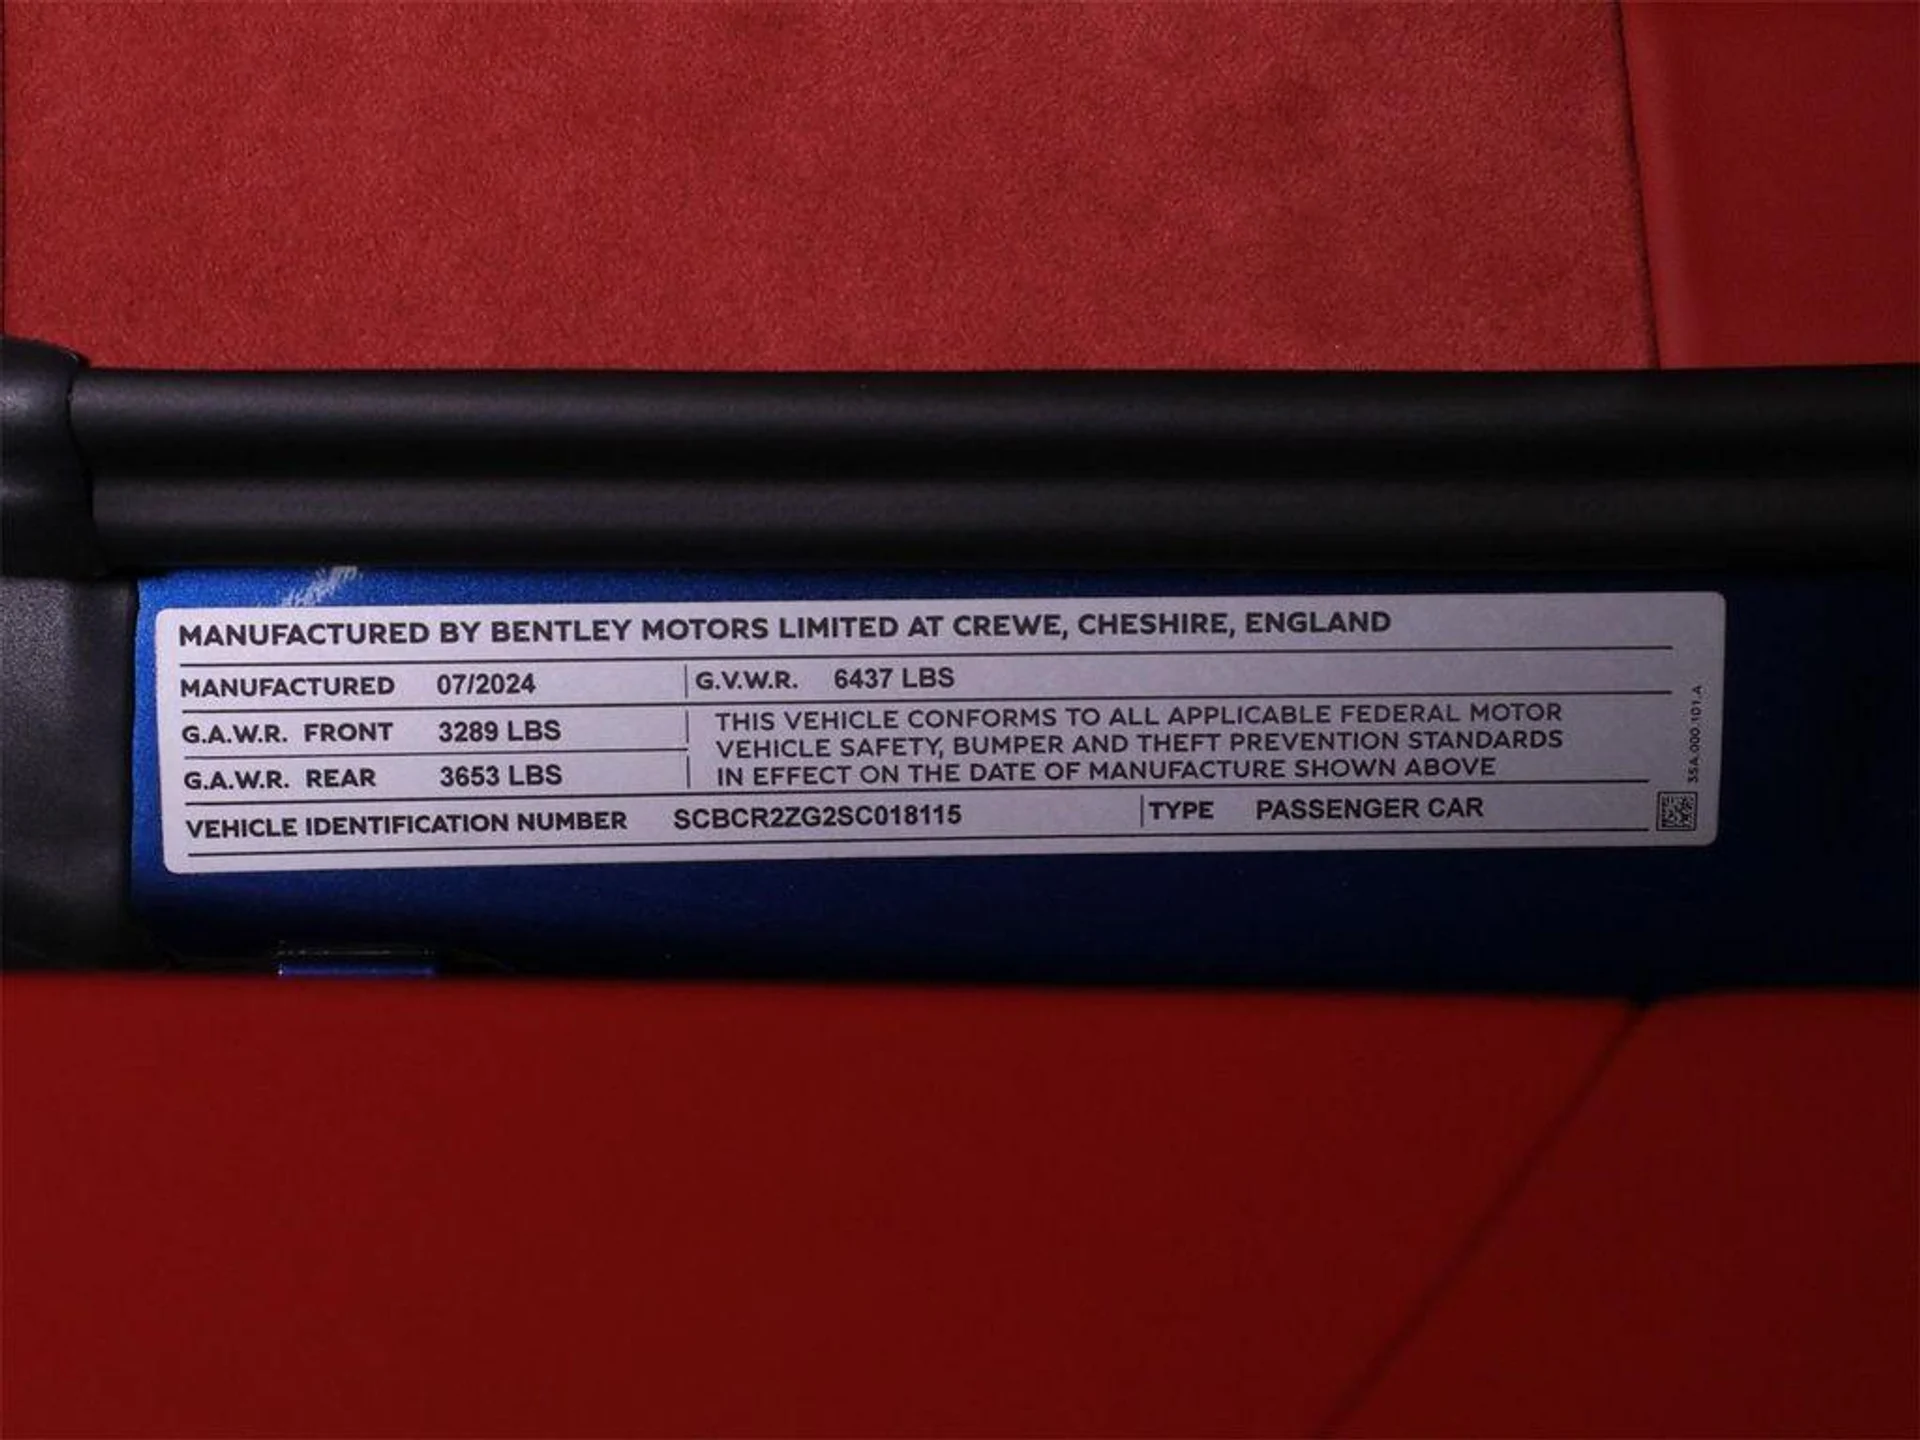 MANUFACTURED BY BENTLEY MOTORS LIMITED AT CREWE, CHESHIRE, ENGLAND
MANUFACTURED 07/2024 G.V.W.R. 6437 LBS
G.A.W.R. FRONT 3289 LBS
G.A.W.R. REAR 3653 LBS
THIS VEHICLE CONFORMS TO ALL APPLICABLE FEDERAL MOTOR
VEHICLE SAFETY, BUMPER AND THEFT PREVENTION STANDARDS
IN EFFECT ON THE DATE OF MANUFACTURE SHOWN ABOVE
VEHICLE IDENTIFICATION NUMBER SCBCR2ZG2SC018115 TYPE PASSENGER CAR